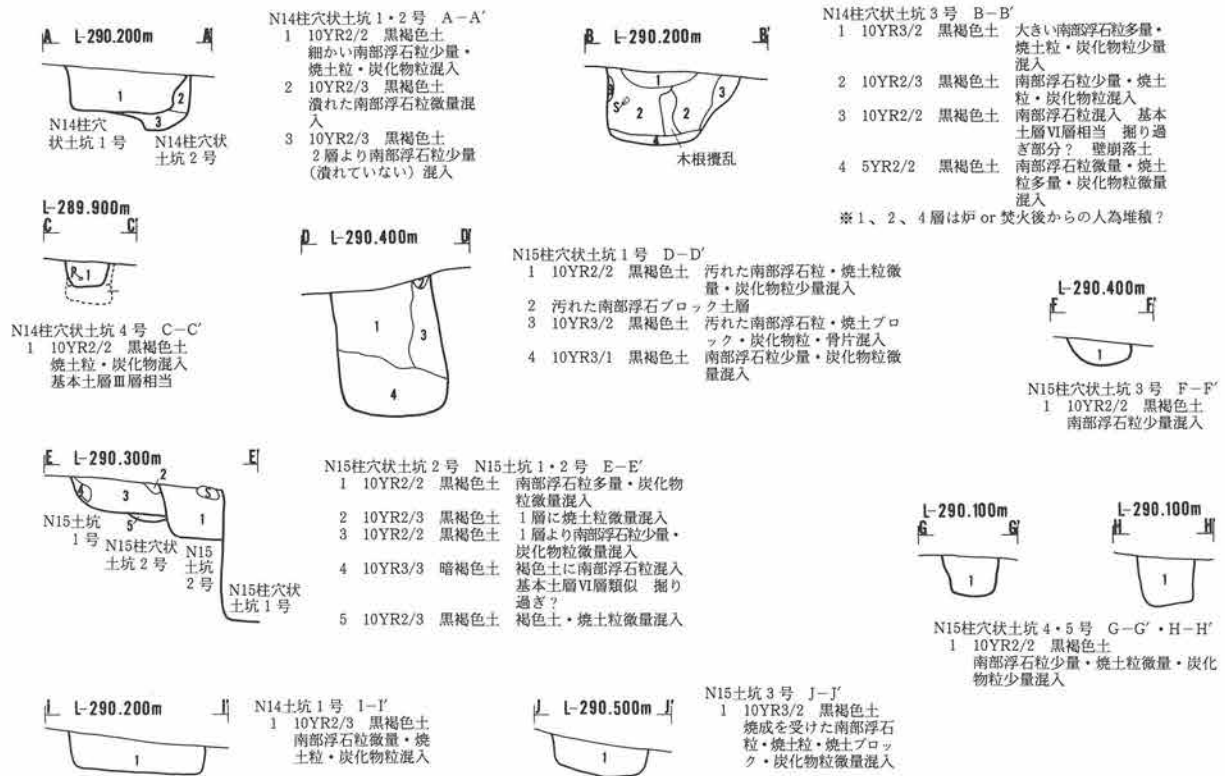 A L-290.200m A′
1
2
3
N14柱穴
状土坑1号
N14柱穴状
土坑2号
N14柱穴状土坑1・2号 A-A′
1 10YR2/2 黒褐色土
細かい南部浮石粒少量・
焼土粒・炭化物粒混入
2 10YR2/3 黒褐色土
潰れた南部浮石粒微量混
入
3 10YR2/3 黒褐色土
2層より南部浮石粒少量
(潰れていない)混入
B L-290.200m B′
1
3
S
2
2
3
4
木根攪乱
N14柱穴状土坑3号 B-B′
1 10YR3/2 黒褐色土 大きい南部浮石粒多量・
焼土粒・炭化物粒少量
混入
2 10YR2/3 黒褐色土 南部浮石粒少量・焼土
粒・炭化物粒混入
3 10YR2/2 黒褐色土 南部浮石粒混入 基本
土層Ⅵ層相当 掘り過
ぎ部分? 壁崩落土
4 5YR2/2 黒褐色土 南部浮石粒微量・焼土
粒多量・炭化物粒微量
混入
※1、2、4層は炉 or 焚火後からの人為堆積?
L-289.900m
C C′
P
1
N14柱穴状土坑4号 C-C′
1 10YR2/2 黒褐色土
焼土粒・炭化物混入
基本土層Ⅲ層相当
D L-290.400m D′
1
3
4
N15柱穴状土坑1号 D-D′
1 10YR2/2 黒褐色土 汚れた南部浮石粒・焼土粒微
量・炭化物粒少量混入
2 汚れた南部浮石ブロック土層
3 10YR3/2 黒褐色土 汚れた南部浮石粒・焼土ブロ
ック・炭化物粒・骨片混入
4 10YR3/1 黒褐色土 南部浮石粒少量・炭化物粒微
量混入
L-290.400m
F F′
1
N15柱穴状土坑3号 F-F′
1 10YR2/2 黒褐色土
南部浮石粒少量混入
E L-290.300m E′
2
4
3
S
1
5
N15土坑
1号
N15柱穴状
土坑2号
N15
土坑
2号
N15柱穴状
土坑1号
N15柱穴状土坑2号 N15土坑1・2号 E-E′
1 10YR2/2 黒褐色土 南部浮石粒多量・炭化物
粒微量混入
2 10YR2/3 黒褐色土 1層に焼土粒微量混入
3 10YR2/2 黒褐色土 1層より南部浮石粒少量・
炭化物粒微量混入
4 10YR3/3 暗褐色土 褐色土に南部浮石粒混入
基本土層Ⅵ層類似 掘り
過ぎ?
5 10YR2/3 黒褐色土 褐色土・焼土粒微量混入
L-290.100m
G G′
1
L-290.100m
H H′
1
N15柱穴状土坑4・5号 G-G′・H-H′
1 10YR2/2 黒褐色土
南部浮石粒少量・焼土粒微量・炭化
物粒少量混入
I L-290.200m I′
1
N14土坑1号 I-I′
1 10YR2/3 黒褐色土
南部浮石粒微量・焼
土粒・炭化物粒混入
J L-290.500m J′
1
N15土坑3号 J-J′
1 10YR3/2 黒褐色土
焼成を受けた南部浮石
粒・焼土粒・焼土ブロッ
ク・炭化物粒微量混入